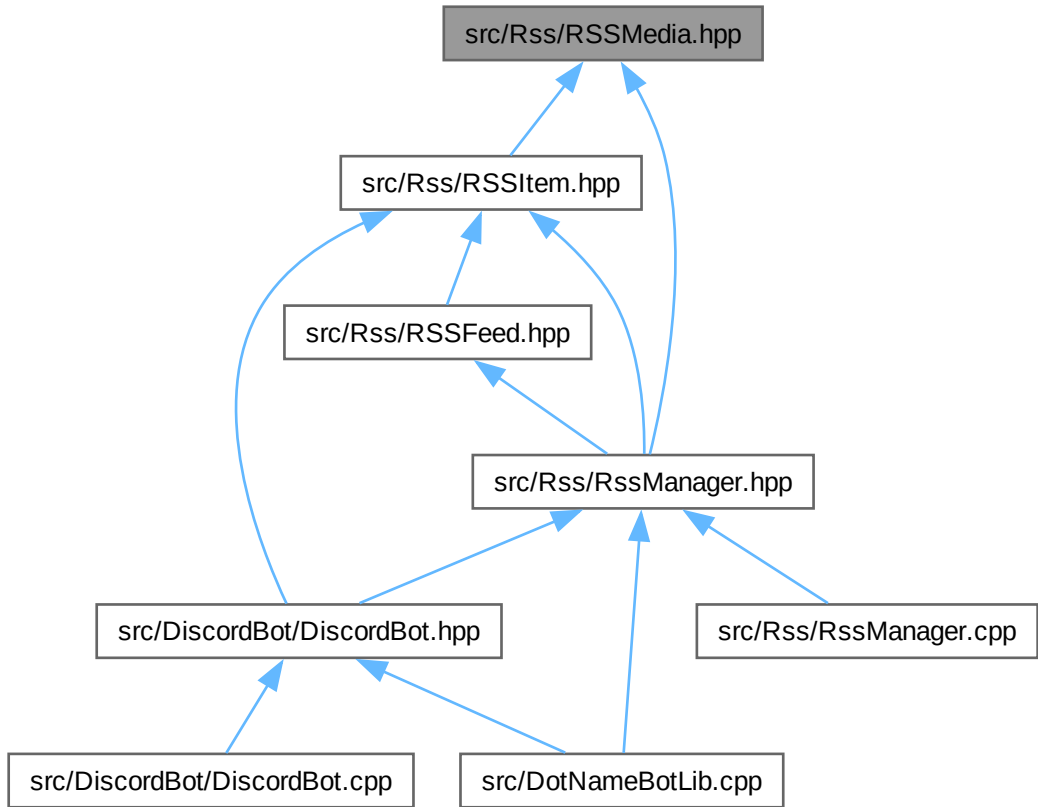 src/Rss/RSSMedia.hpp
src/Rss/RSSItem.hpp
src/Rss/RSSFeed.hpp
src/Rss/RssManager.hpp
src/DiscordBot/DiscordBot.hpp
src/Rss/RssManager.cpp
src/DiscordBot/DiscordBot.cpp
src/DotNameBotLib.cpp